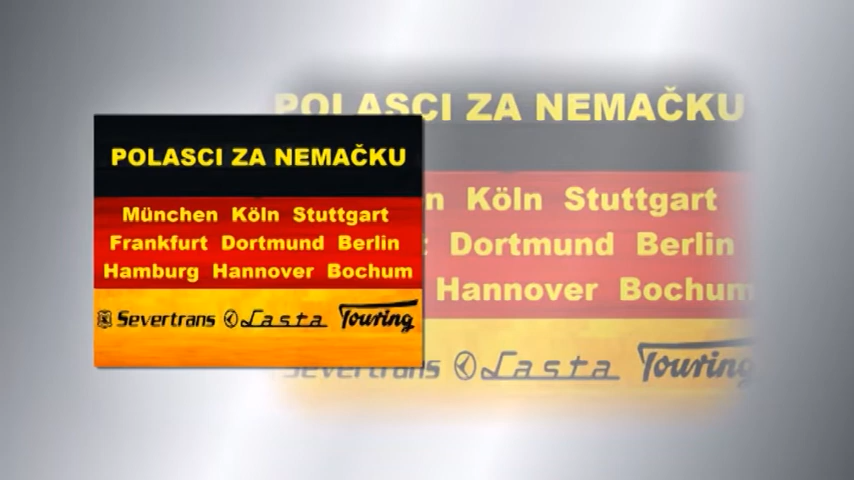 POLASCI ZA NEMAČKU
München Köln Stuttgart
Frankfurt Dortmund Berlin
Hamburg Hannover Bochum
Severtrans Lasta Touring
POLASCI ZA NEMAČKU
n Köln Stuttgart
Dortmund Berlin
Hannover Bochum
Severtrans Lasta Touring